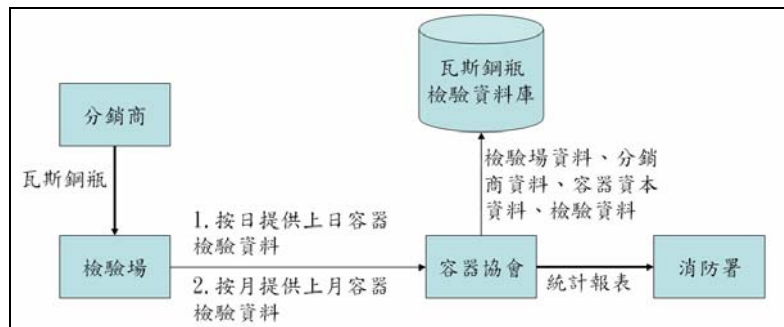 瓦斯鋼瓶
檢驗資料庫
分銷商
瓦斯鋼瓶
檢驗場資料、分銷
商資料、容器資本
資料、檢驗資料
1.按日提供上日容器
檢驗資料
檢驗場
容器協會
消防署
2.按月提供上月容器
檢驗資料
統計報表